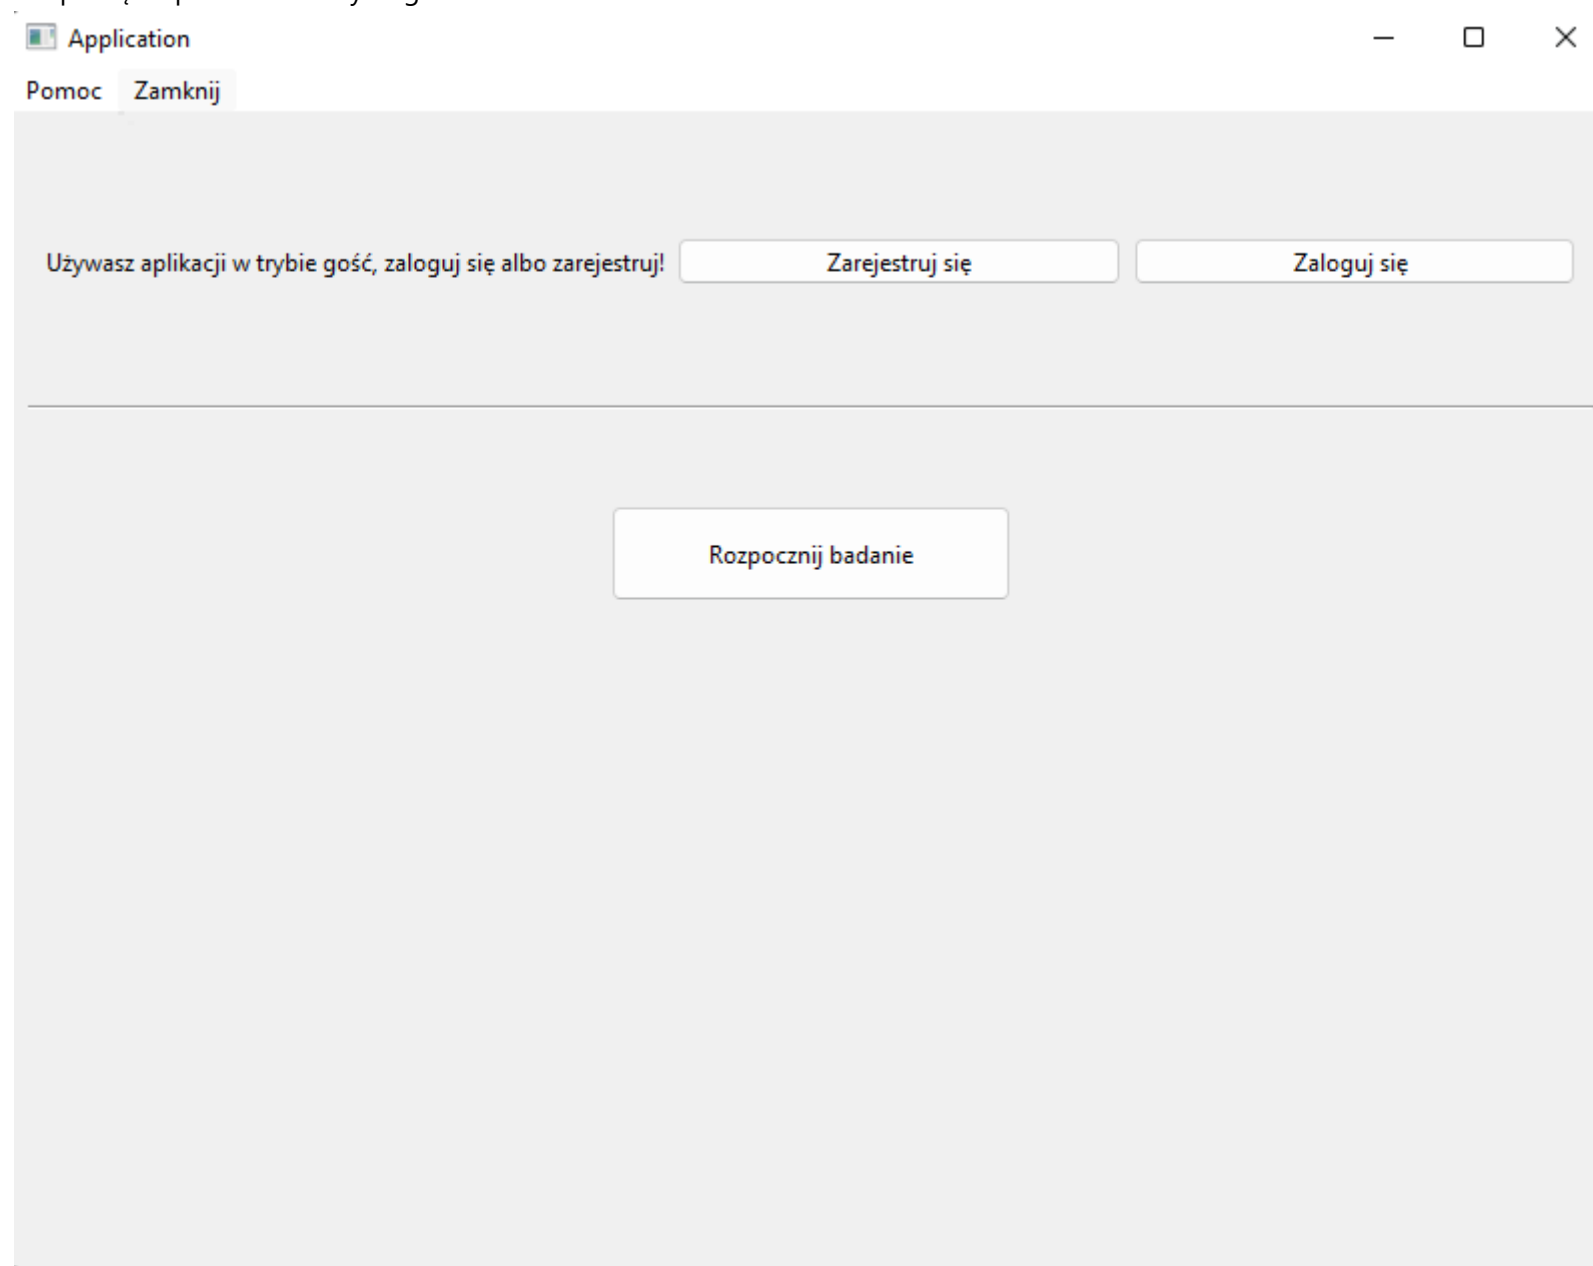 Application
Pomoc Zamknij
Używasz aplikacji w trybie gość, zaloguj się albo zarejestruj! Zarejestruj się Zaloguj się
Rozpocznij badanie